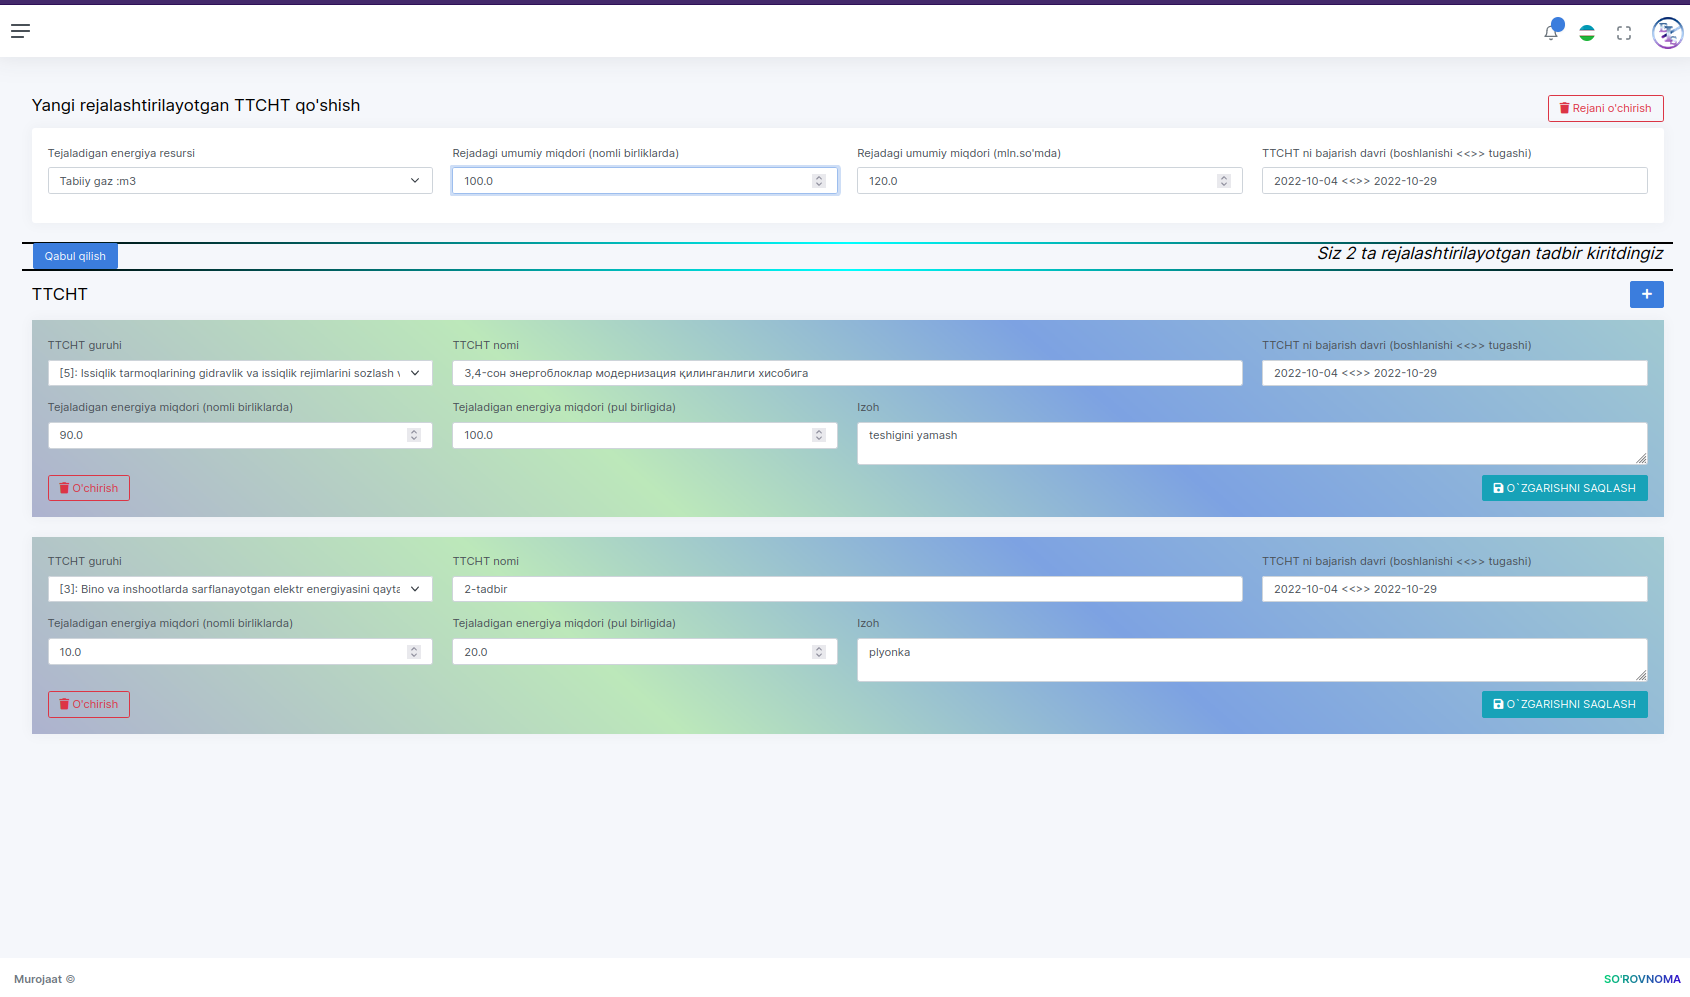 Yangi rejalashtirilayotgan TTCHT qo'shish
Rejani o'chirish
Tejaladigan energiya resursi
Rejadagi umumiy miqdori (nomli birliklarda)
Rejadagi umumiy miqdori (mln.so'mda)
TTCHT ni bajarish davri (boshlanishi <<>> tugashi)
Tabiiy gaz :m3
100.0
120.0
2022-10-04 <<>> 2022-10-29
Qabul qilish
Siz 2 ta rejalashtirilayotgan tadbir kiritdingiz
TTCHT
+
TTCHT guruhi
TTCHT nomi
TTCHT ni bajarish davri (boshlanishi <<>> tugashi)
[5]: Issiqlik tarmoqlarining gidravlik va issiqlik rejimlarini sozlash
3,4-сон энергоблоклар модернизация қилинганлиги хисобига
2022-10-04 <<>> 2022-10-29
Tejaladigan energiya miqdori (nomli birliklarda)
Tejaladigan energiya miqdori (pul birligida)
Izoh
90.0
100.0
teshigini yamash
O'chirish
O`ZGARISHNI SAQLASH
TTCHT guruhi
TTCHT nomi
TTCHT ni bajarish davri (boshlanishi <<>> tugashi)
[3]: Bino va inshootlarda sarflanayotgan elektr energiyasini qayta
2-tadbir
2022-10-04 <<>> 2022-10-29
Tejaladigan energiya miqdori (nomli birliklarda)
Tejaladigan energiya miqdori (pul birligida)
Izoh
10.0
20.0
plyonka
O'chirish
O`ZGARISHNI SAQLASH
Murojaat ©
SO'ROVNOMA